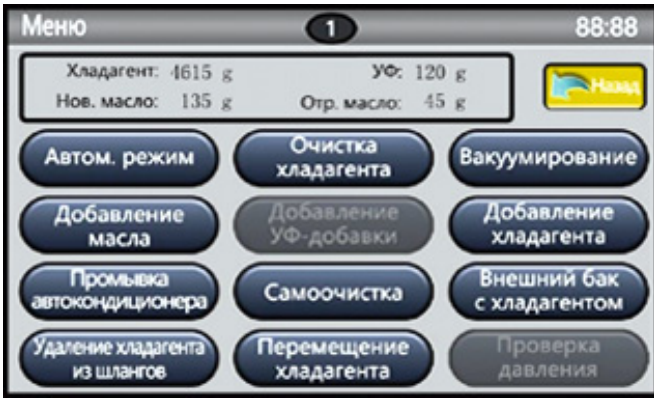 Меню 1 88:88
Хладагент: 4615 g УФ: 120 g
Нов. масло: 135 g Отр. масло: 45 g
Назад
Автом. режим
Очистка
хладагента
Вакуумирование
Добавление
масла
Добавление
УФ-добавки
Добавление
хладагента
Промывка
автокондиционера
Самоочистка
Внешний бак
с хладагентом
Удаление хладагента
из шлангов
Перемещение
хладагента
Проверка
давления